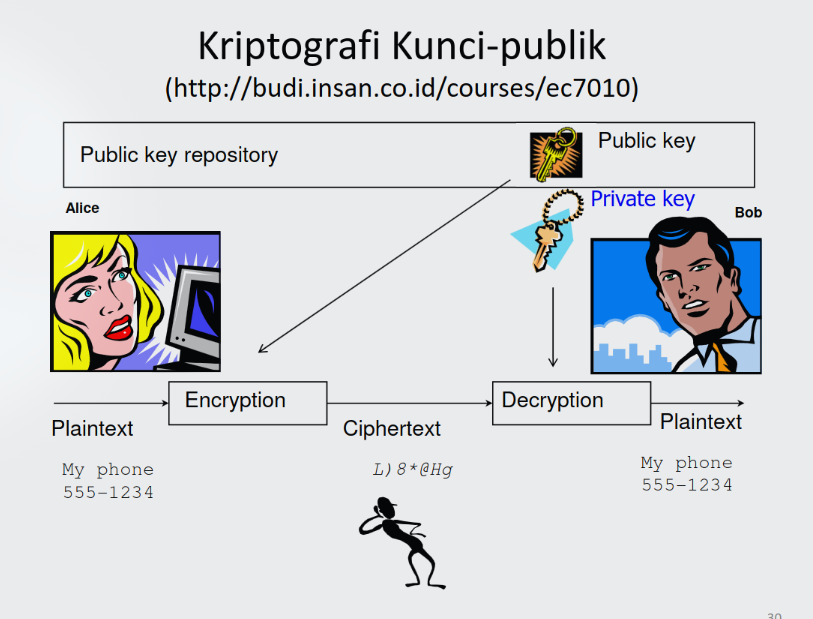 Kriptografi Kunci-publik
(http://budi.insan.co.id/courses/ec7010)
Public key repository
Public key
Private key
Alice
Bob
Encryption
Decryption
Plaintext
Ciphertext
Plaintext
My phone
555-1234
L)8*@Hg
My phone
555-1234
30